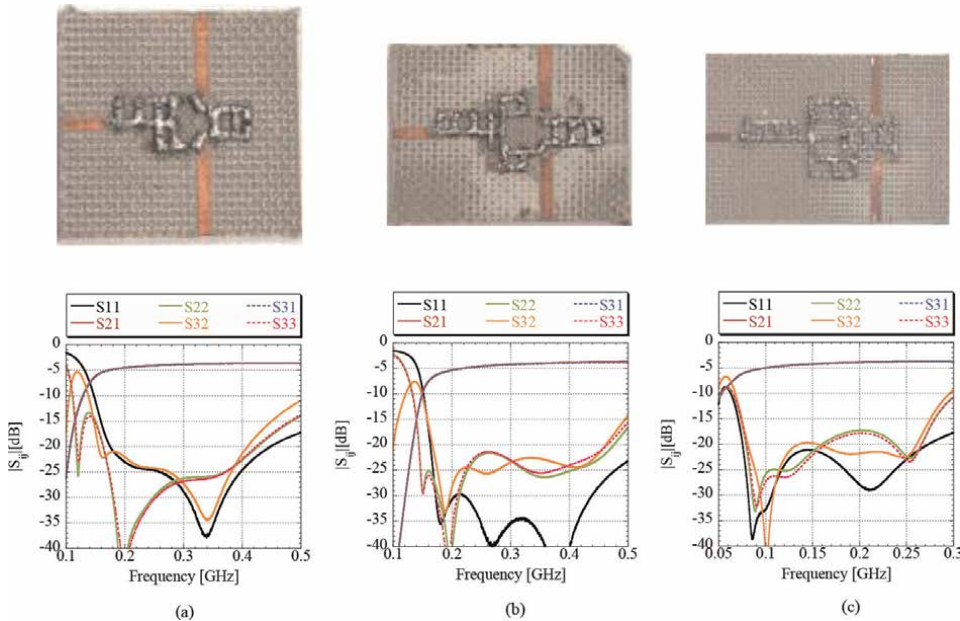 S11 S22 S31
S21 S32 S33
0
-5
-10
-15
-20
-25
-30
-35
-40
|Sij|[dB]
0.1 0.2 0.3 0.4 0.5
Frequency [GHz]
(a)
S11 S22 S31
S21 S32 S33
0
-5
-10
-15
-20
-25
-30
-35
-40
|Sij|[dB]
0.1 0.2 0.3 0.4 0.5
Frequency [GHz]
(b)
S11 S22 S31
S21 S32 S33
0
-5
-10
-15
-20
-25
-30
-35
-40
|Sij|[dB]
0.05 0.1 0.15 0.2 0.25 0.3
Frequency [GHz]
(c)